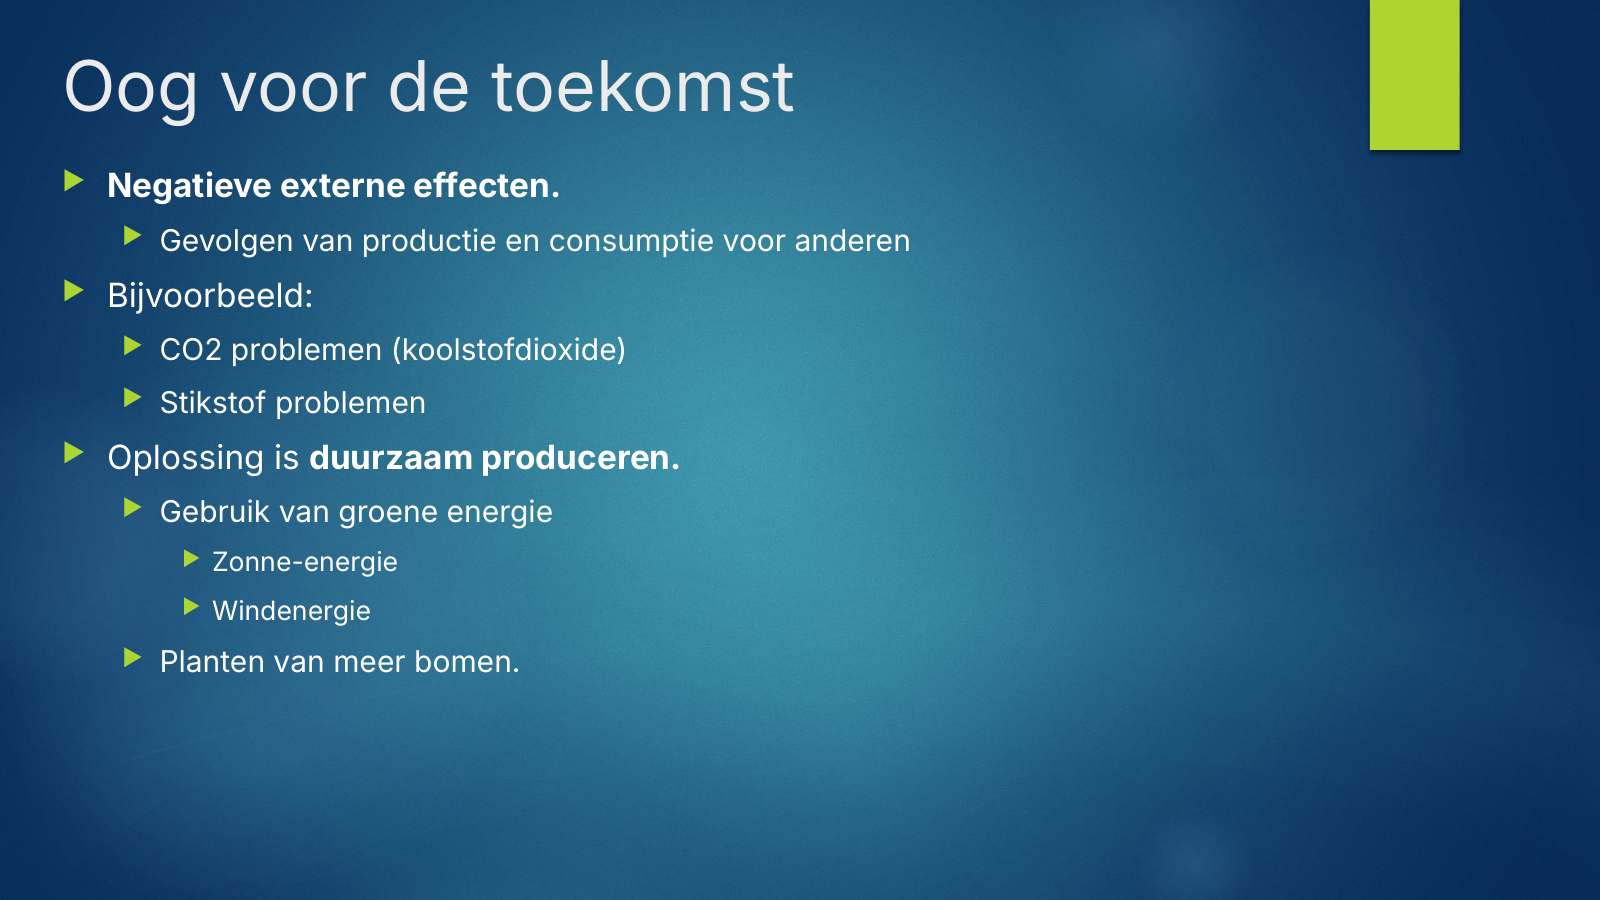 Oog voor de toekomst
Negatieve externe effecten.
Gevolgen van productie en consumptie voor anderen
Bijvoorbeeld:
CO2 problemen (koolstofdioxide)
Stikstof problemen
Oplossing is duurzaam produceren.
Gebruik van groene energie
Zonne-energie
Windenergie
Planten van meer bomen.